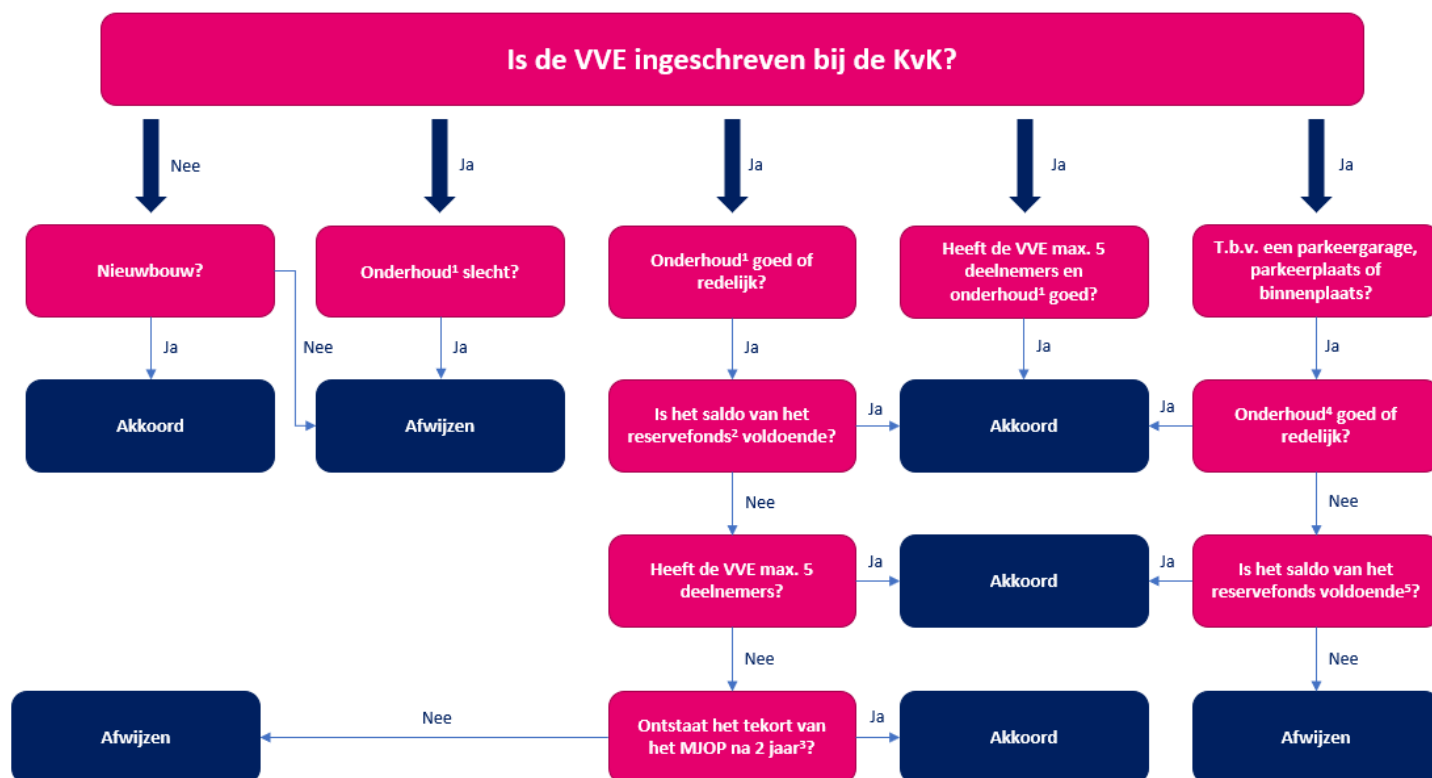 Is de VVE ingeschreven bij de KvK?
Nee
Ja
Ja
Ja
Ja
Nieuwbouw?
Onderhoud¹ slecht?
Onderhoud¹ goed of
redelijk?
Heeft de VVE max. 5
deelnemers en
onderhoud¹ goed?
T.b.v. een parkeergarage,
parkeerplaats of
binnenplaats?
Ja
Nee
Ja
Ja
Ja
Ja
Akkoord
Afwijzen
Is het saldo van het
reservefonds² voldoende?
Ja
Akkoord
Ja
Onderhoud⁴ goed of
redelijk?
Nee
Nee
Heeft de VVE max. 5
deelnemers?
Ja
Akkoord
Ja
Is het saldo van het
reservefonds voldoende⁵?
Nee
Nee
Afwijzen
Nee
Ontstaat het tekort van
het MJOP na 2 jaar³?
Ja
Akkoord
Afwijzen